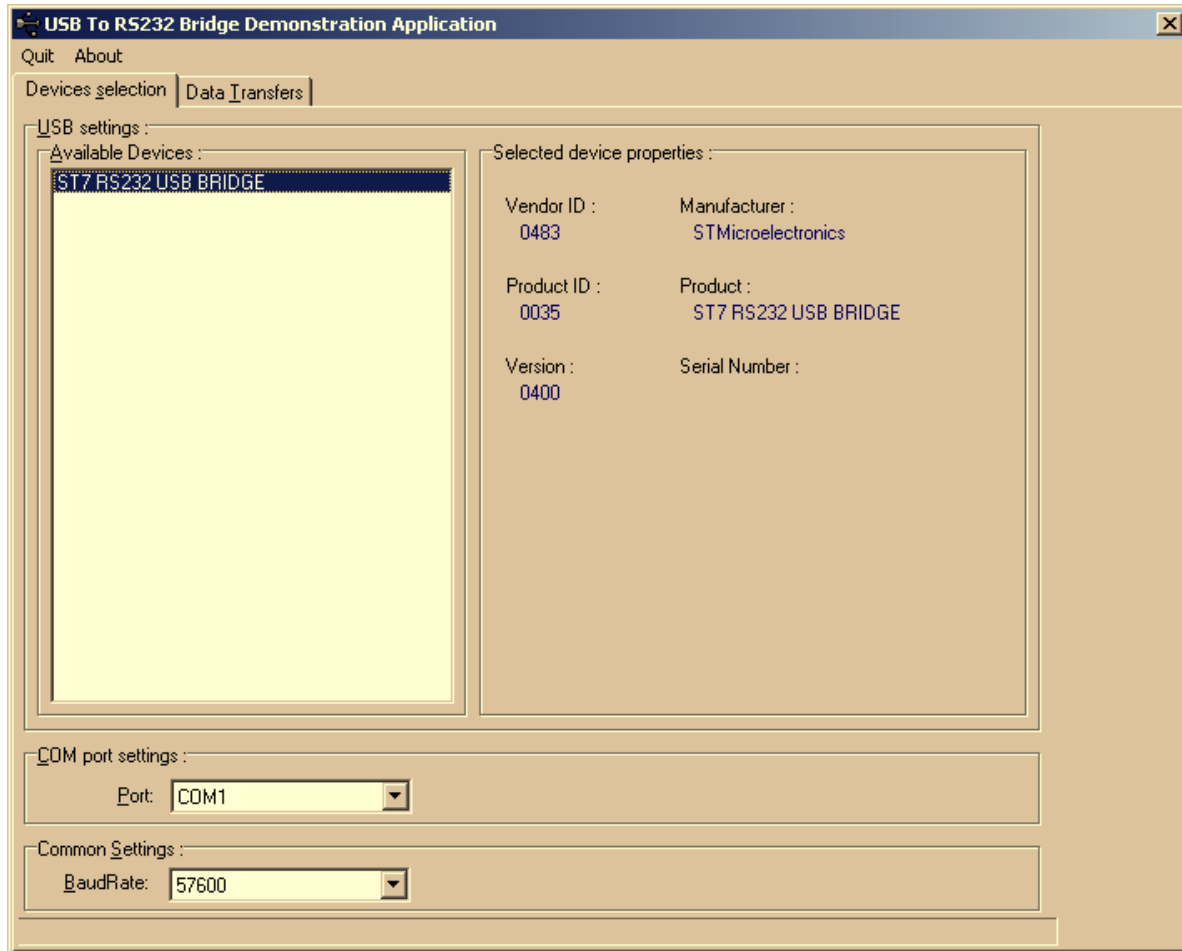 USB To RS232 Bridge Demonstration Application
Quit About
Devices selection Data Transfers
USB settings :
Available Devices :
ST7 RS232 USB BRIDGE
Selected device properties :
Vendor ID : Manufacturer :
0483 STMicroelectronics
Product ID : Product :
0035 ST7 RS232 USB BRIDGE
Version : Serial Number :
0400
COM port settings :
Port: COM1
Common Settings :
BaudRate: 57600